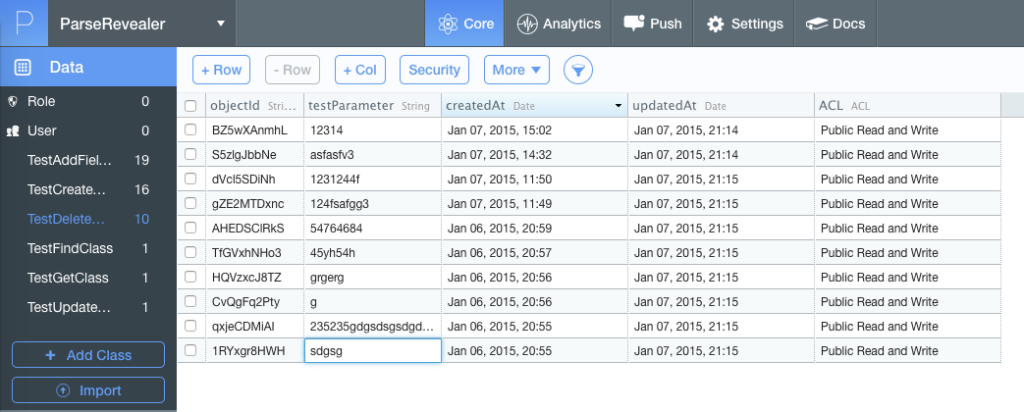 P ParseRevealer Core Analytics Push Settings Docs
Data + Row - Row + Col Security More
objectId Stri... testParameter String createdAt Date updatedAt Date ACL ACL
Role 0
User 0
TestAddFiel... 19
TestCreate... 16
TestDelete... 10
TestFindClass 1
TestGetClass 1
TestUpdate... 1
+ Add Class
Import
BZ5wXAnmhL 12314 Jan 07, 2015, 15:02 Jan 07, 2015, 21:14 Public Read and Write
S5zlgJbbNe asfasfv3 Jan 07, 2015, 14:32 Jan 07, 2015, 21:14 Public Read and Write
dVcl5SDiNh 1231244f Jan 07, 2015, 11:50 Jan 07, 2015, 21:15 Public Read and Write
gZE2MTDxnc 124fsafgg3 Jan 07, 2015, 11:49 Jan 07, 2015, 21:15 Public Read and Write
AHEDSClRkS 54764684 Jan 06, 2015, 20:59 Jan 07, 2015, 21:15 Public Read and Write
TfGVxhNHo3 45yh54h Jan 06, 2015, 20:57 Jan 07, 2015, 21:15 Public Read and Write
HQVzxcJ8TZ grgerg Jan 06, 2015, 20:56 Jan 07, 2015, 21:15 Public Read and Write
CvQgFq2Pty g Jan 06, 2015, 20:56 Jan 07, 2015, 21:15 Public Read and Write
qxjeCDMiAI 235235gdgsdsgsdgd... Jan 06, 2015, 20:55 Jan 07, 2015, 21:15 Public Read and Write
1RYxgr8HWH sdgsg Jan 06, 2015, 20:55 Jan 07, 2015, 21:15 Public Read and Write